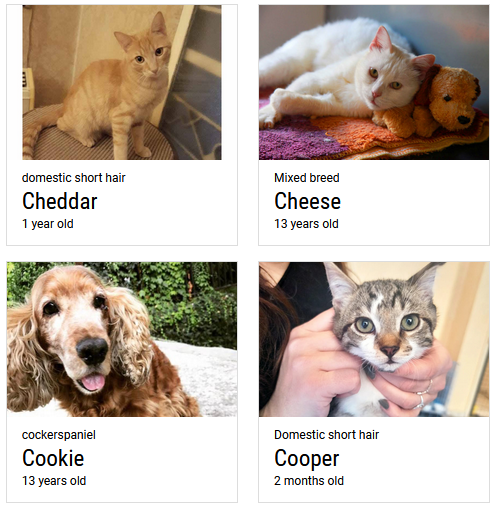 domestic short hair
Cheddar
1 year old
Mixed breed
Cheese
13 years old
cockerspaniel
Cookie
13 years old
Domestic short hair
Cooper
2 months old